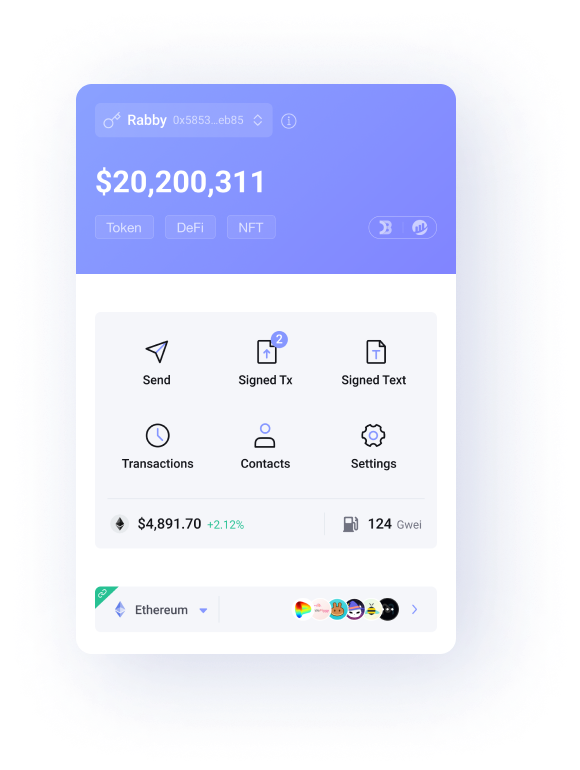 Rabby 0x5853...eb85
$20,200,311
Token DeFi NFT
2
Send Signed Tx Signed Text
Transactions Contacts Settings
$4,891.70 +2.12% 124 Gwei
Ethereum